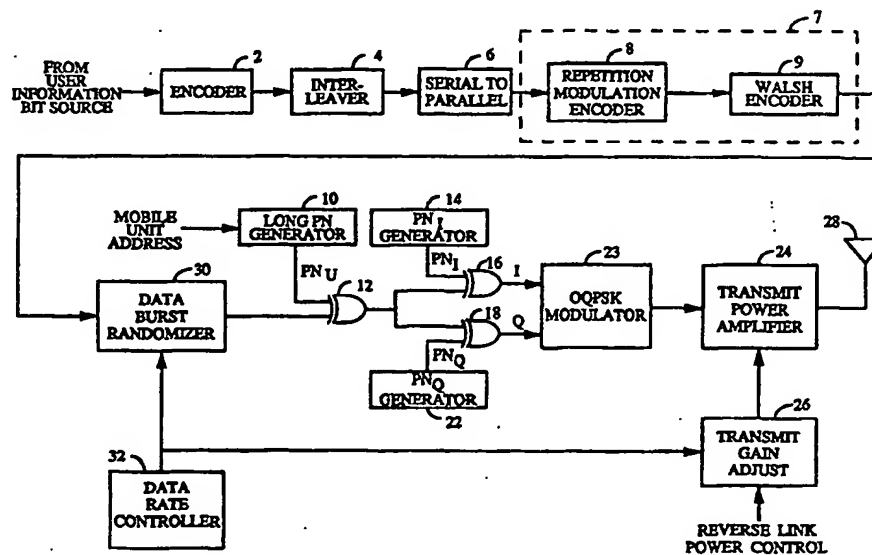 7
2
4
6
8
9
FROM
USER
INFORMATION
BIT SOURCE
ENCODER
INTER-
LEAVER
SERIAL TO
PARALLEL
REPETITION
MODULATION
ENCODER
WALSH
ENCODER
10
14
MOBILE
UNIT
ADDRESS
LONG PN
GENERATOR
PN I
GENERATOR
28
23
24
30
PN U
12
PN I
16
I
DATA
BURST
RANDOMIZER
OQPSK
MODULATOR
TRANSMIT
POWER
AMPLIFIER
18
Q
PN Q
PN Q
GENERATOR
22
26
32
TRANSMIT
GAIN
ADJUST
DATA
RATE
CONTROLLER
REVERSE LINK
POWER CONTROL